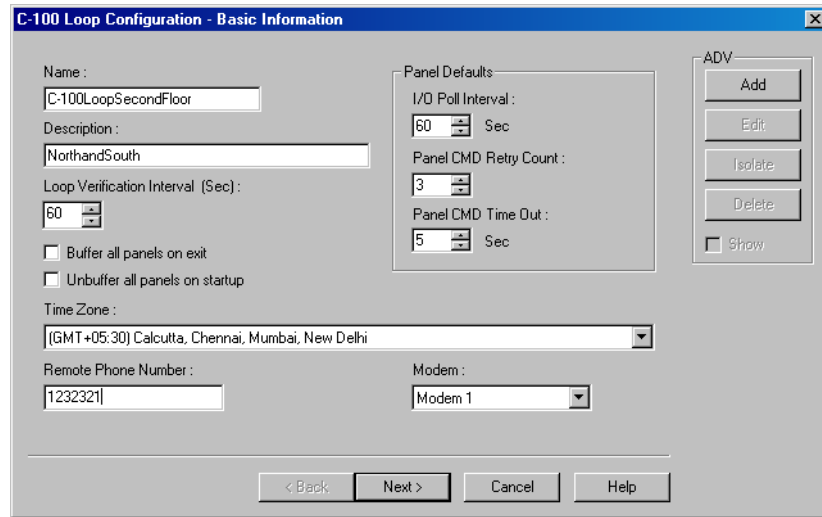 C-100 Loop Configuration - Basic Information
Name :
C-100LoopSecondFloor
Description :
NorthandSouth
Loop Verification Interval (Sec) :
60
Buffer all panels on exit
Unbuffer all panels on startup
Panel Defaults
I/O Poll Interval :
60 Sec
Panel CMD Retry Count :
3
Panel CMD Time Out :
5 Sec
ADV
Add
Edit
Isolate
Delete
Show
Time Zone :
(GMT+05:30) Calcutta, Chennai, Mumbai, New Delhi
Remote Phone Number :
1232321
Modem :
Modem 1
< Back
Next >
Cancel
Help